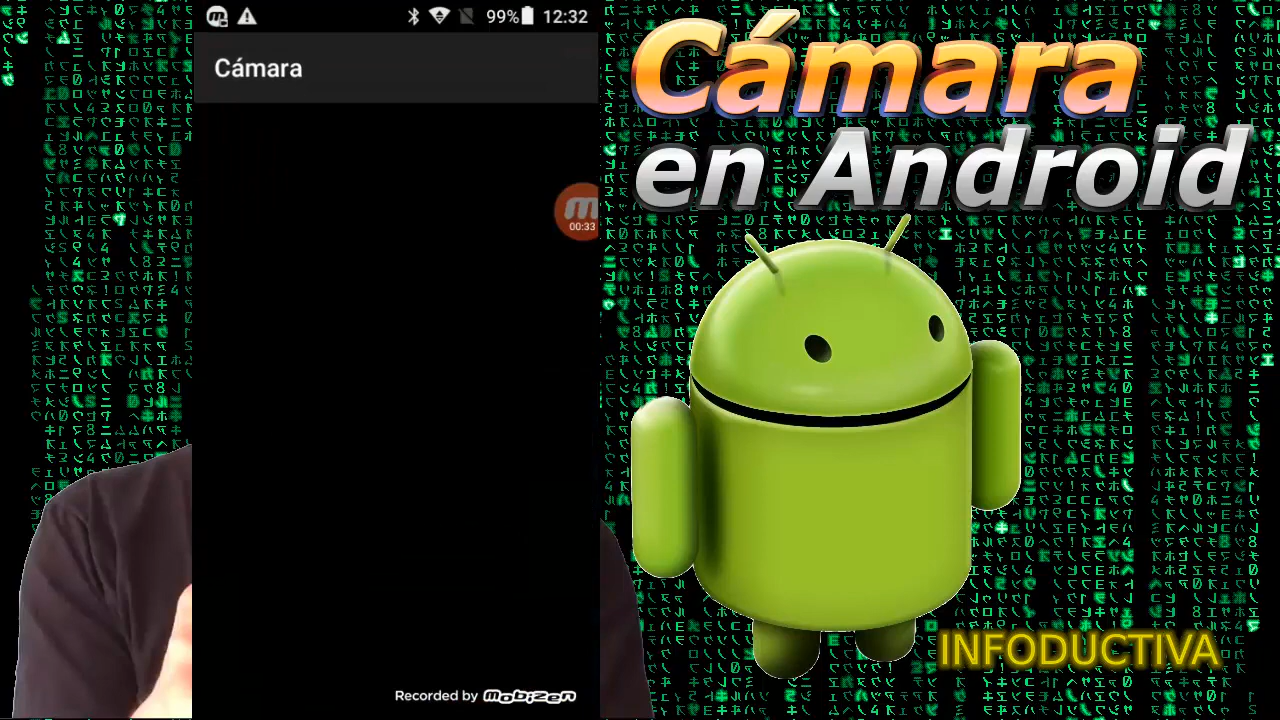 99% 12:32
Cámara
00:33
Recorded by mobizen
Cámara
en Android
INFODUCTIVA